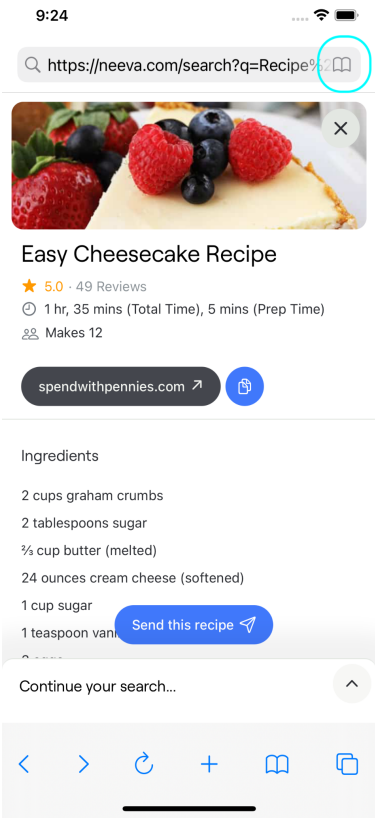 9:24
https://neeva.com/search?q=Recipe%2
Easy Cheesecake Recipe
5.0 · 49 Reviews
1 hr, 35 mins (Total Time), 5 mins (Prep Time)
Makes 12
spendwithpennies.com
Ingredients
2 cups graham crumbs
2 tablespoons sugar
⅔ cup butter (melted)
24 ounces cream cheese (softened)
1 cup sugar
1 teaspoon
Send this recipe
Continue your search...